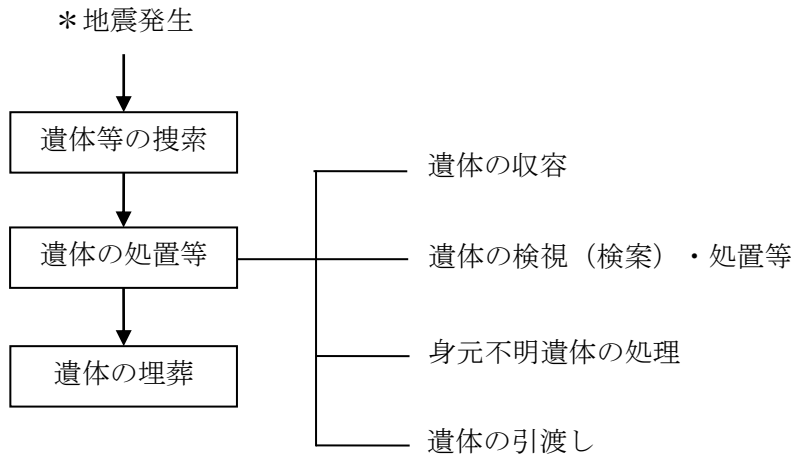 ＊地震発生
遺体等の捜索
遺体の処置等
遺体の埋葬
遺体の収容
遺体の検視（検案）・処置等
身元不明遺体の処理
遺体の引渡し